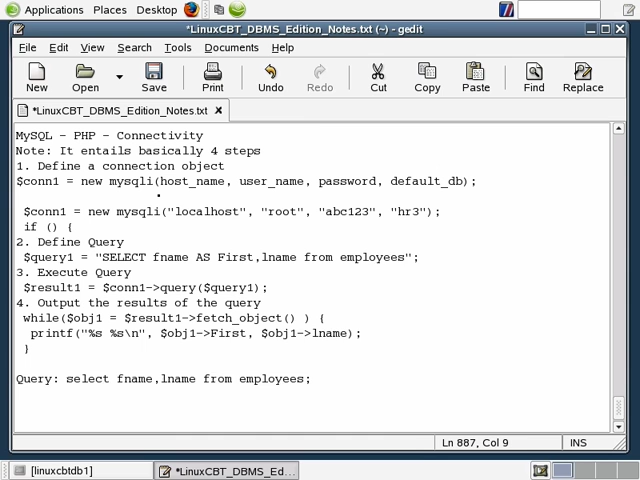 Applications Places Desktop
*LinuxCBT_DBMS_Edition_Notes.txt (~) - gedit
File Edit View Search Tools Documents Help
New Open Save Print Undo Redo Cut Copy Paste Find Replace
*LinuxCBT_DBMS_Edition_Notes.txt
MySQL - PHP - Connectivity
Note: It entails basically 4 steps
1. Define a connection object
$conn1 = new mysqli(host_name, user_name, password, default_db);
$conn1 = new mysqli("localhost", "root", "abc123", "hr3");
if () {
2. Define Query
$query1 = "SELECT fname AS First,lname from employees";
3. Execute Query
$result1 = $conn1->query($query1);
4. Output the results of the query
while($obj1 = $result1->fetch_object() ) {
printf("%s %s\n", $obj1->First, $obj1->lname);
}
Query: select fname,lname from employees;
Ln 887, Col 9 INS
[linuxcbtdb1] *LinuxCBT_DBMS_Ed...